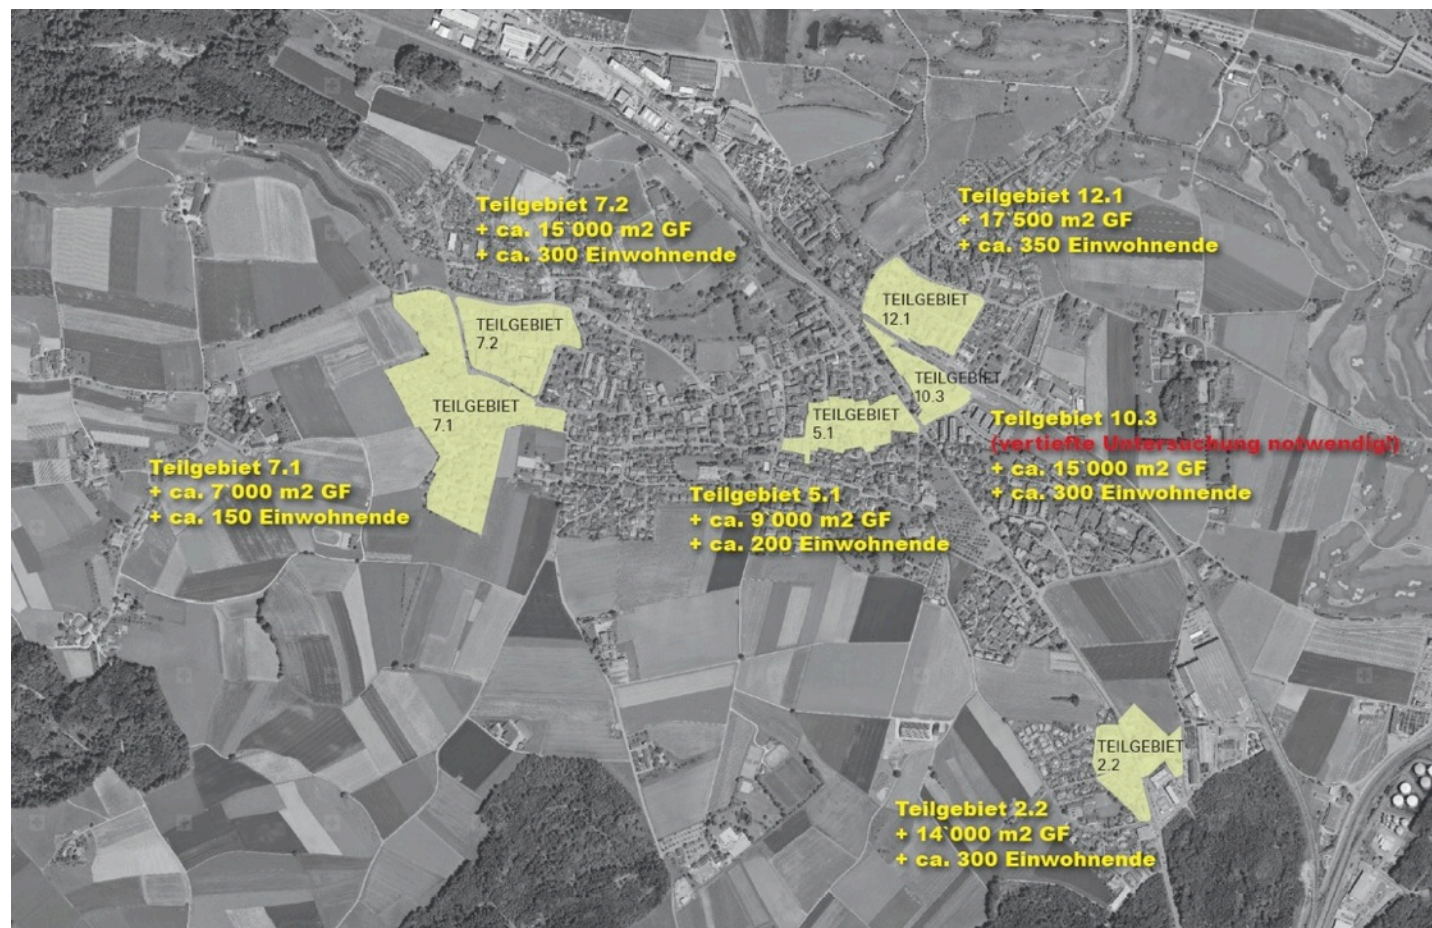 Teilgebiet 7.2
+ ca. 15`000 m2 GF
+ ca. 300 Einwohnende
Teilgebiet 12.1
+ 17`500 m2 GF
+ ca. 350 Einwohnende
TEILGEBIET
12.1
TEILGEBIET
7.2
TEILGEBIET
10.3
TEILGEBIET
7.1
TEILGEBIET
5.1
Teilgebiet 10.3
(vertiefte Untersuchung notwendig!)
+ ca. 15`000 m2 GF
+ ca. 300 Einwohnende
Teilgebiet 7.1
+ ca. 7`000 m2 GF
+ ca. 150 Einwohnende
Teilgebiet 5.1
+ ca. 9`000 m2 GF
+ ca. 200 Einwohnende
TEILGEBIET
2.2
Teilgebiet 2.2
+ 14`000 m2 GF
+ ca. 300 Einwohnende